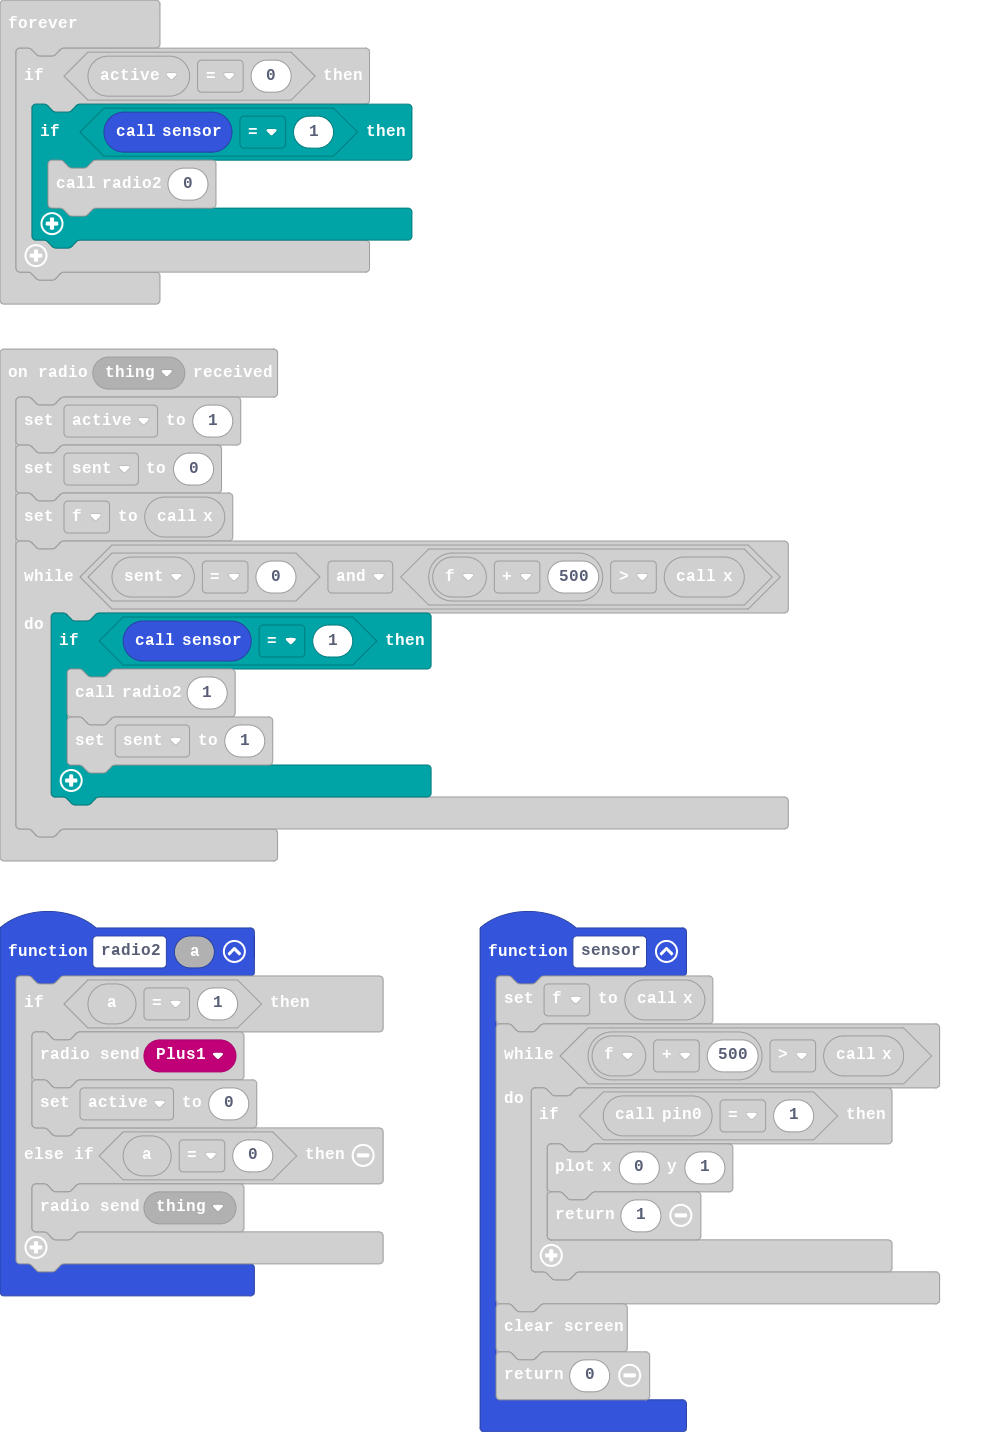 forever
if active = 0 then
if call sensor = 1 then
call radio2 0
on radio thing received
set active to 1
set sent to 0
set f to call x
while sent = 0 and f + 500 > call x
do if call sensor = 1 then
call radio2 1
set sent to 1
function radio2 a
if a = 1 then
radio send Plus1
set active to 0
else if a = 0 then
radio send thing
function sensor
set f to call x
while f + 500 > call x
do if call pin0 = 1 then
plot x 0 y 1
return 1
clear screen
return 0